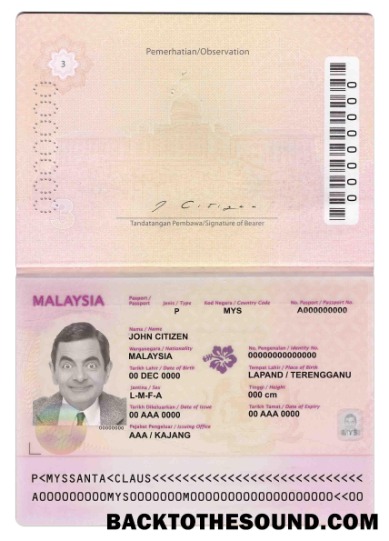 Pemerhatian/Observation
3
000000000
J Citizen
Tandatangan Pembawa/Signature of Bearer
MALAYSIA
Pasport / Passport
Jenis / Type
Kod Negara / Country Code
No. Pasport / Passport No.
P
MYS
A000000000
Nama / Name
JOHN CITIZEN
Warganegara / Nationality
No. Pengenalan / Identity No.
MALAYSIA
00000000000000
Tarikh Lahir / Date of Birth
Tempat Lahir / Place of Birth
00 DEC 0000
LAPAND / TERENGGANU
Jantina / Sex
Tinggi / Height
L-M-F-A
000 cm
Tarikh Dikeluarkan / Date of Issue
Tarikh Tamat / Date of Expiry
00 AAA 0000
00 AAA 0000
Pejabat Pengeluar / Issuing Office
AAA / KAJANG
P<MYSSANTA<CLAUS<<<<<<<<<<<<<<<<<<<<<<<<<<<<
A000000000MYS0000000M00000000000000000000<<00
BACKTOTHESOUND.COM